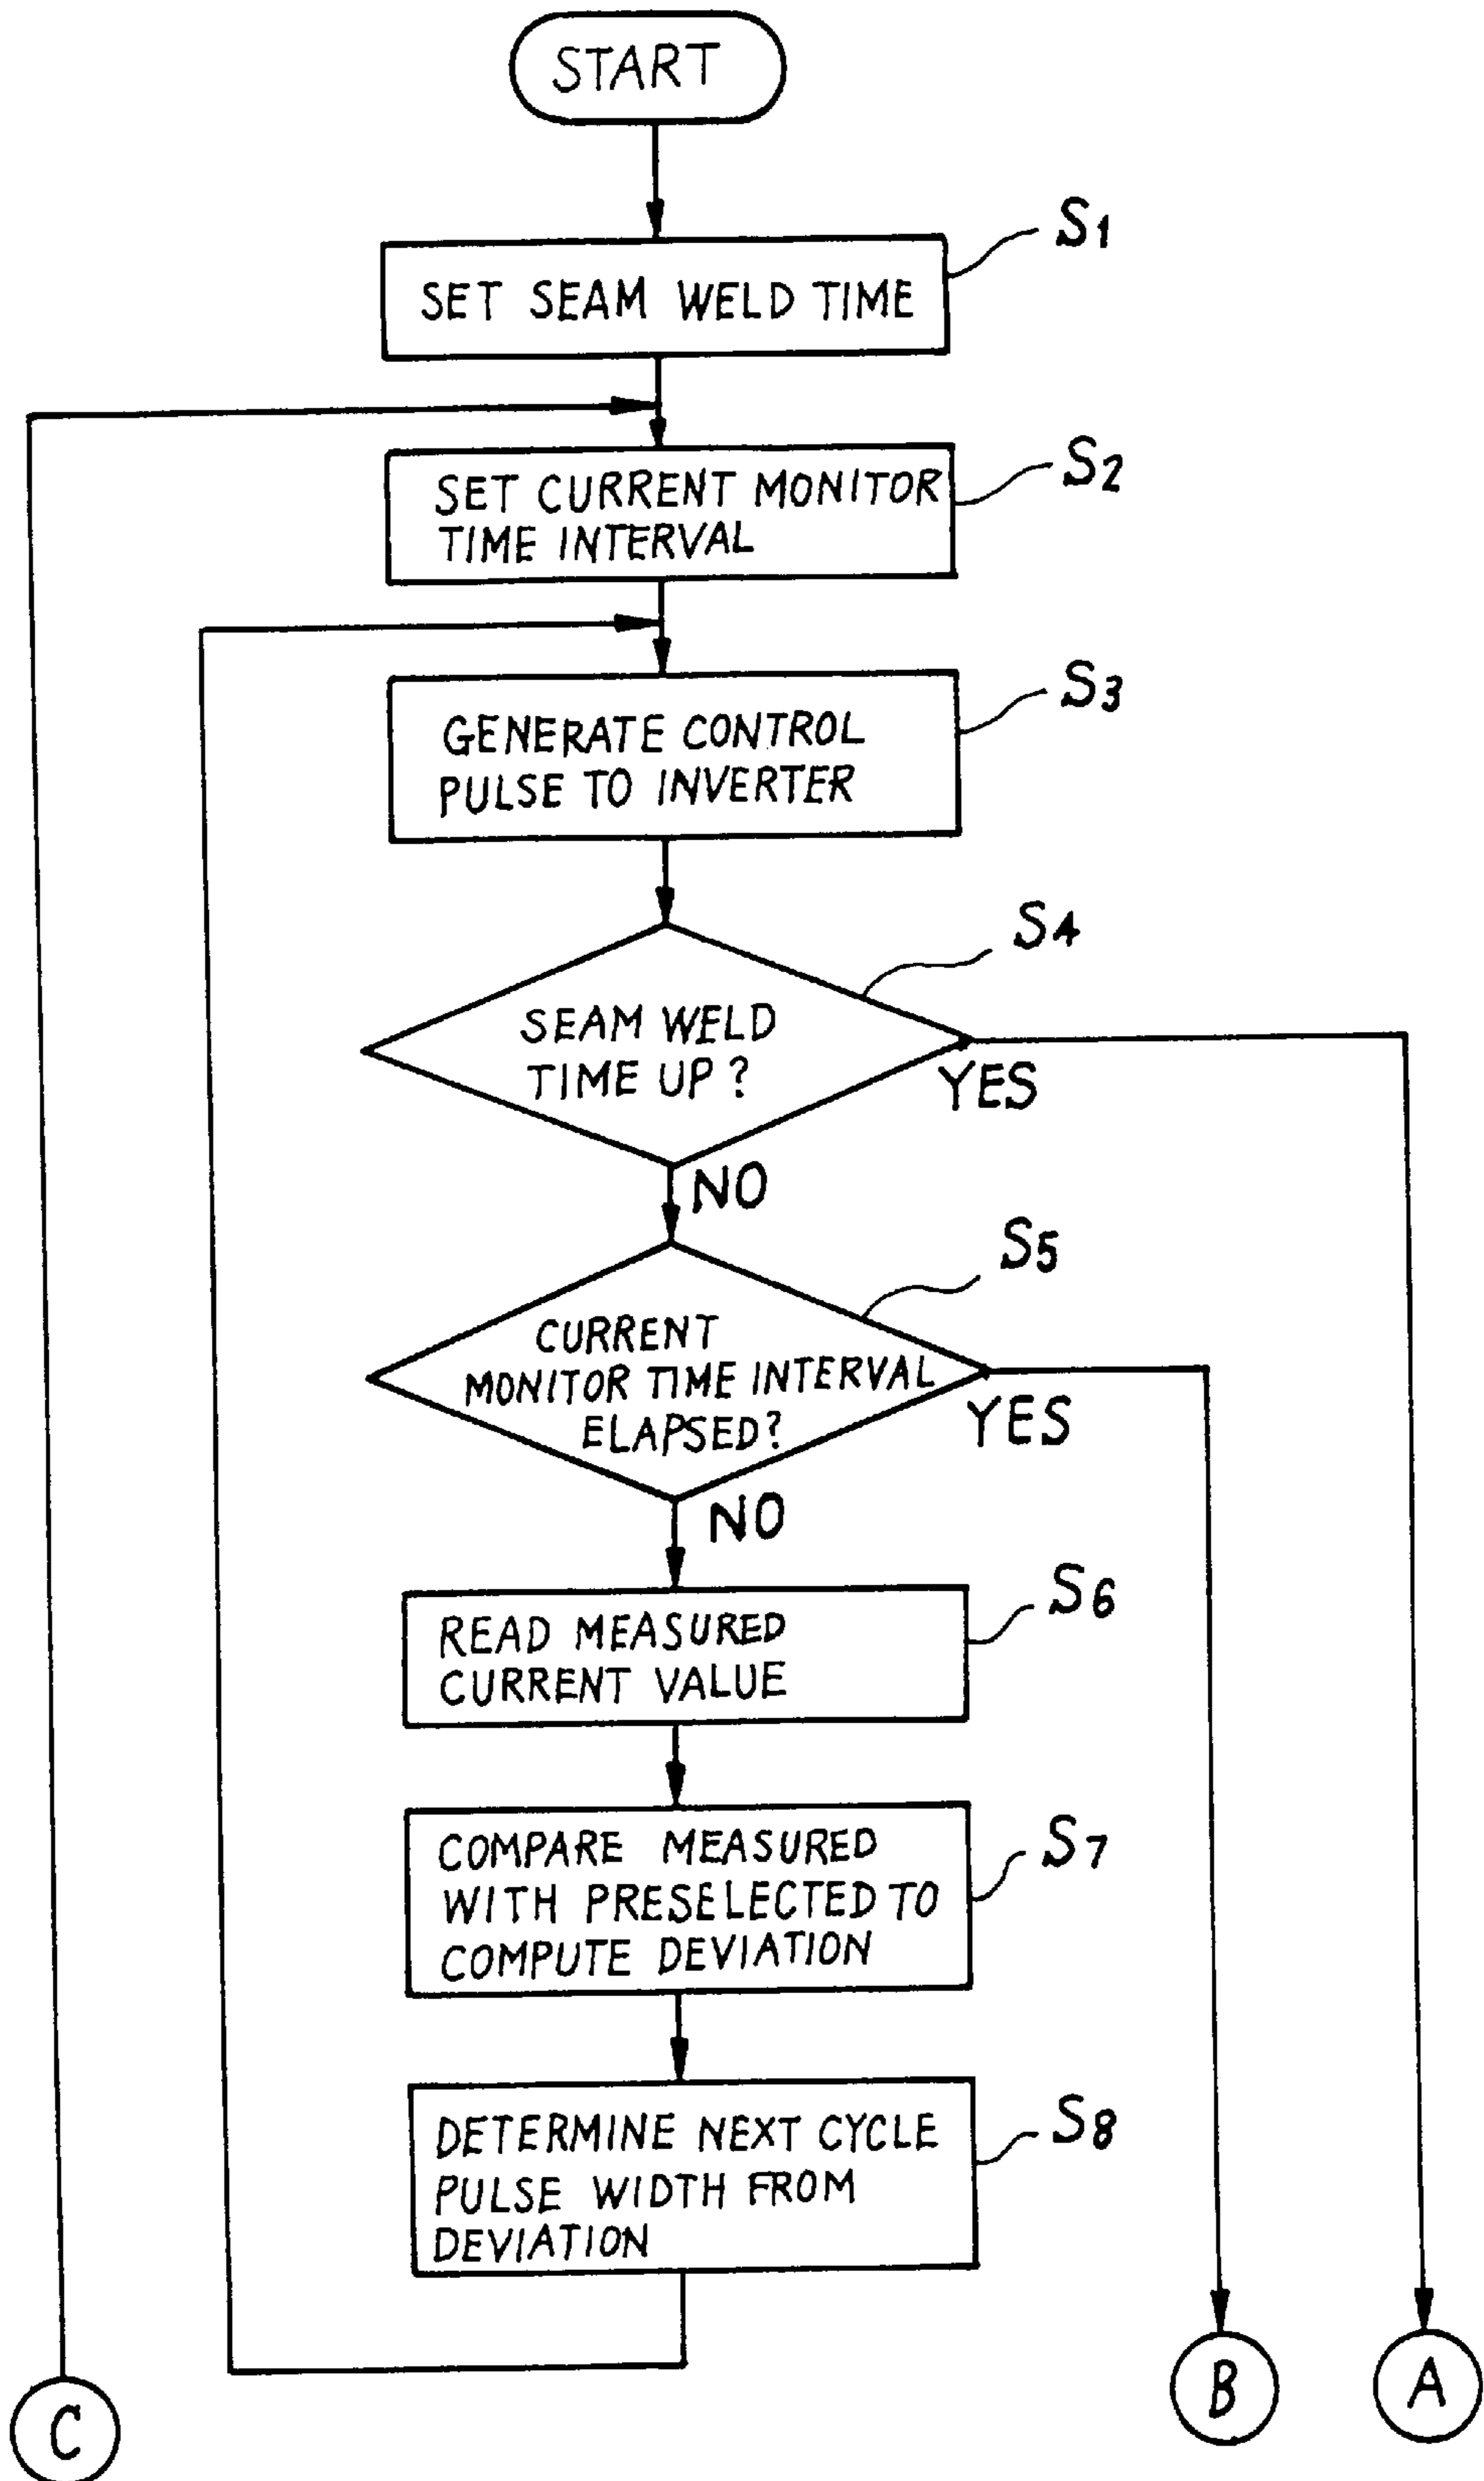 START
S1
SET SEAM WELD TIME
S2
SET CURRENT MONITOR
TIME INTERVAL
S3
GENERATE CONTROL
PULSE TO INVERTER
S4
SEAM WELD
TIME UP?
YES
NO
S5
CURRENT
MONITOR TIME INTERVAL
ELAPSED?
YES
NO
S6
READ MEASURED
CURRENT VALUE
S7
COMPARE MEASURED
WITH PRESELECTED TO
COMPUTE DEVIATION
S8
DETERMINE NEXT CYCLE
PULSE WIDTH FROM
DEVIATION
C
B
A